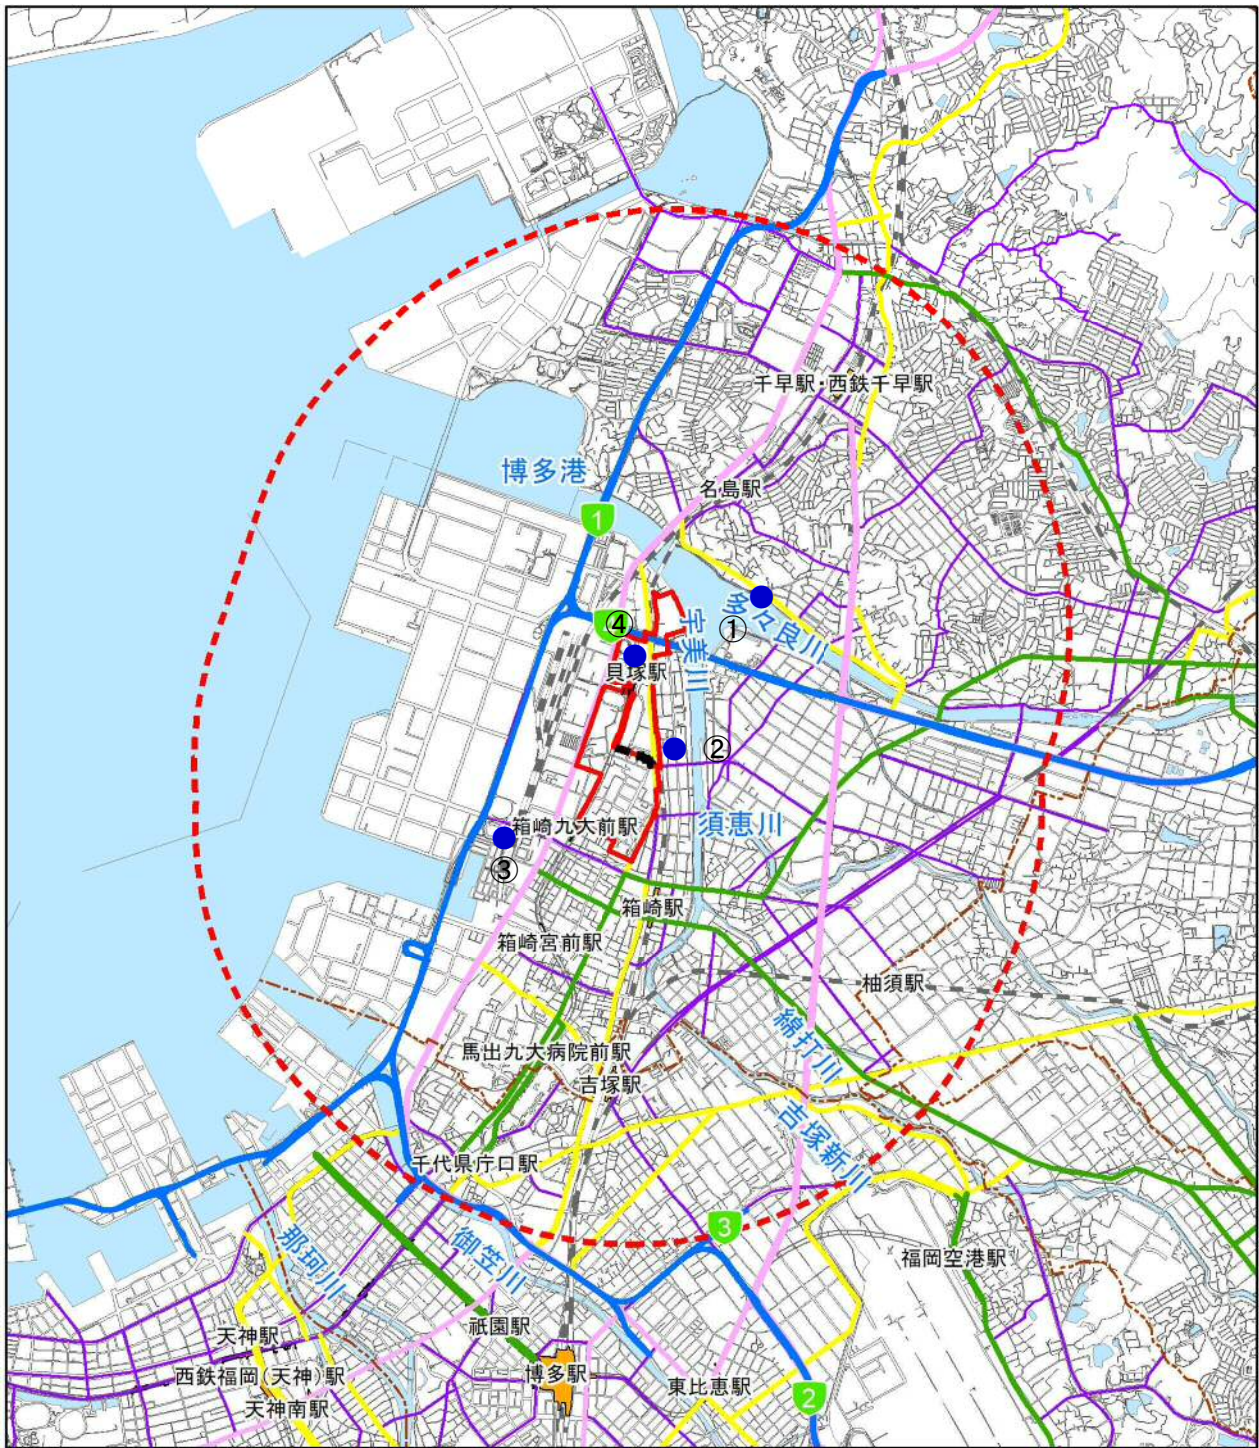 千早駅・西鉄千早駅
博多港
名島駅
1
多々良川
①
宇美川
④
貝塚駅
②
須恵川
箱崎九大前駅
③
箱崎駅
箱崎宮前駅
柚須駅
綿打川
馬出九大病院前駅
吉塚駅
吉塚新川
千代県庁口駅
3
御笠川
那珂川
福岡空港駅
祇園駅
天神駅
西鉄福岡(天神)駅
博多駅
東比恵駅
2
天神南駅